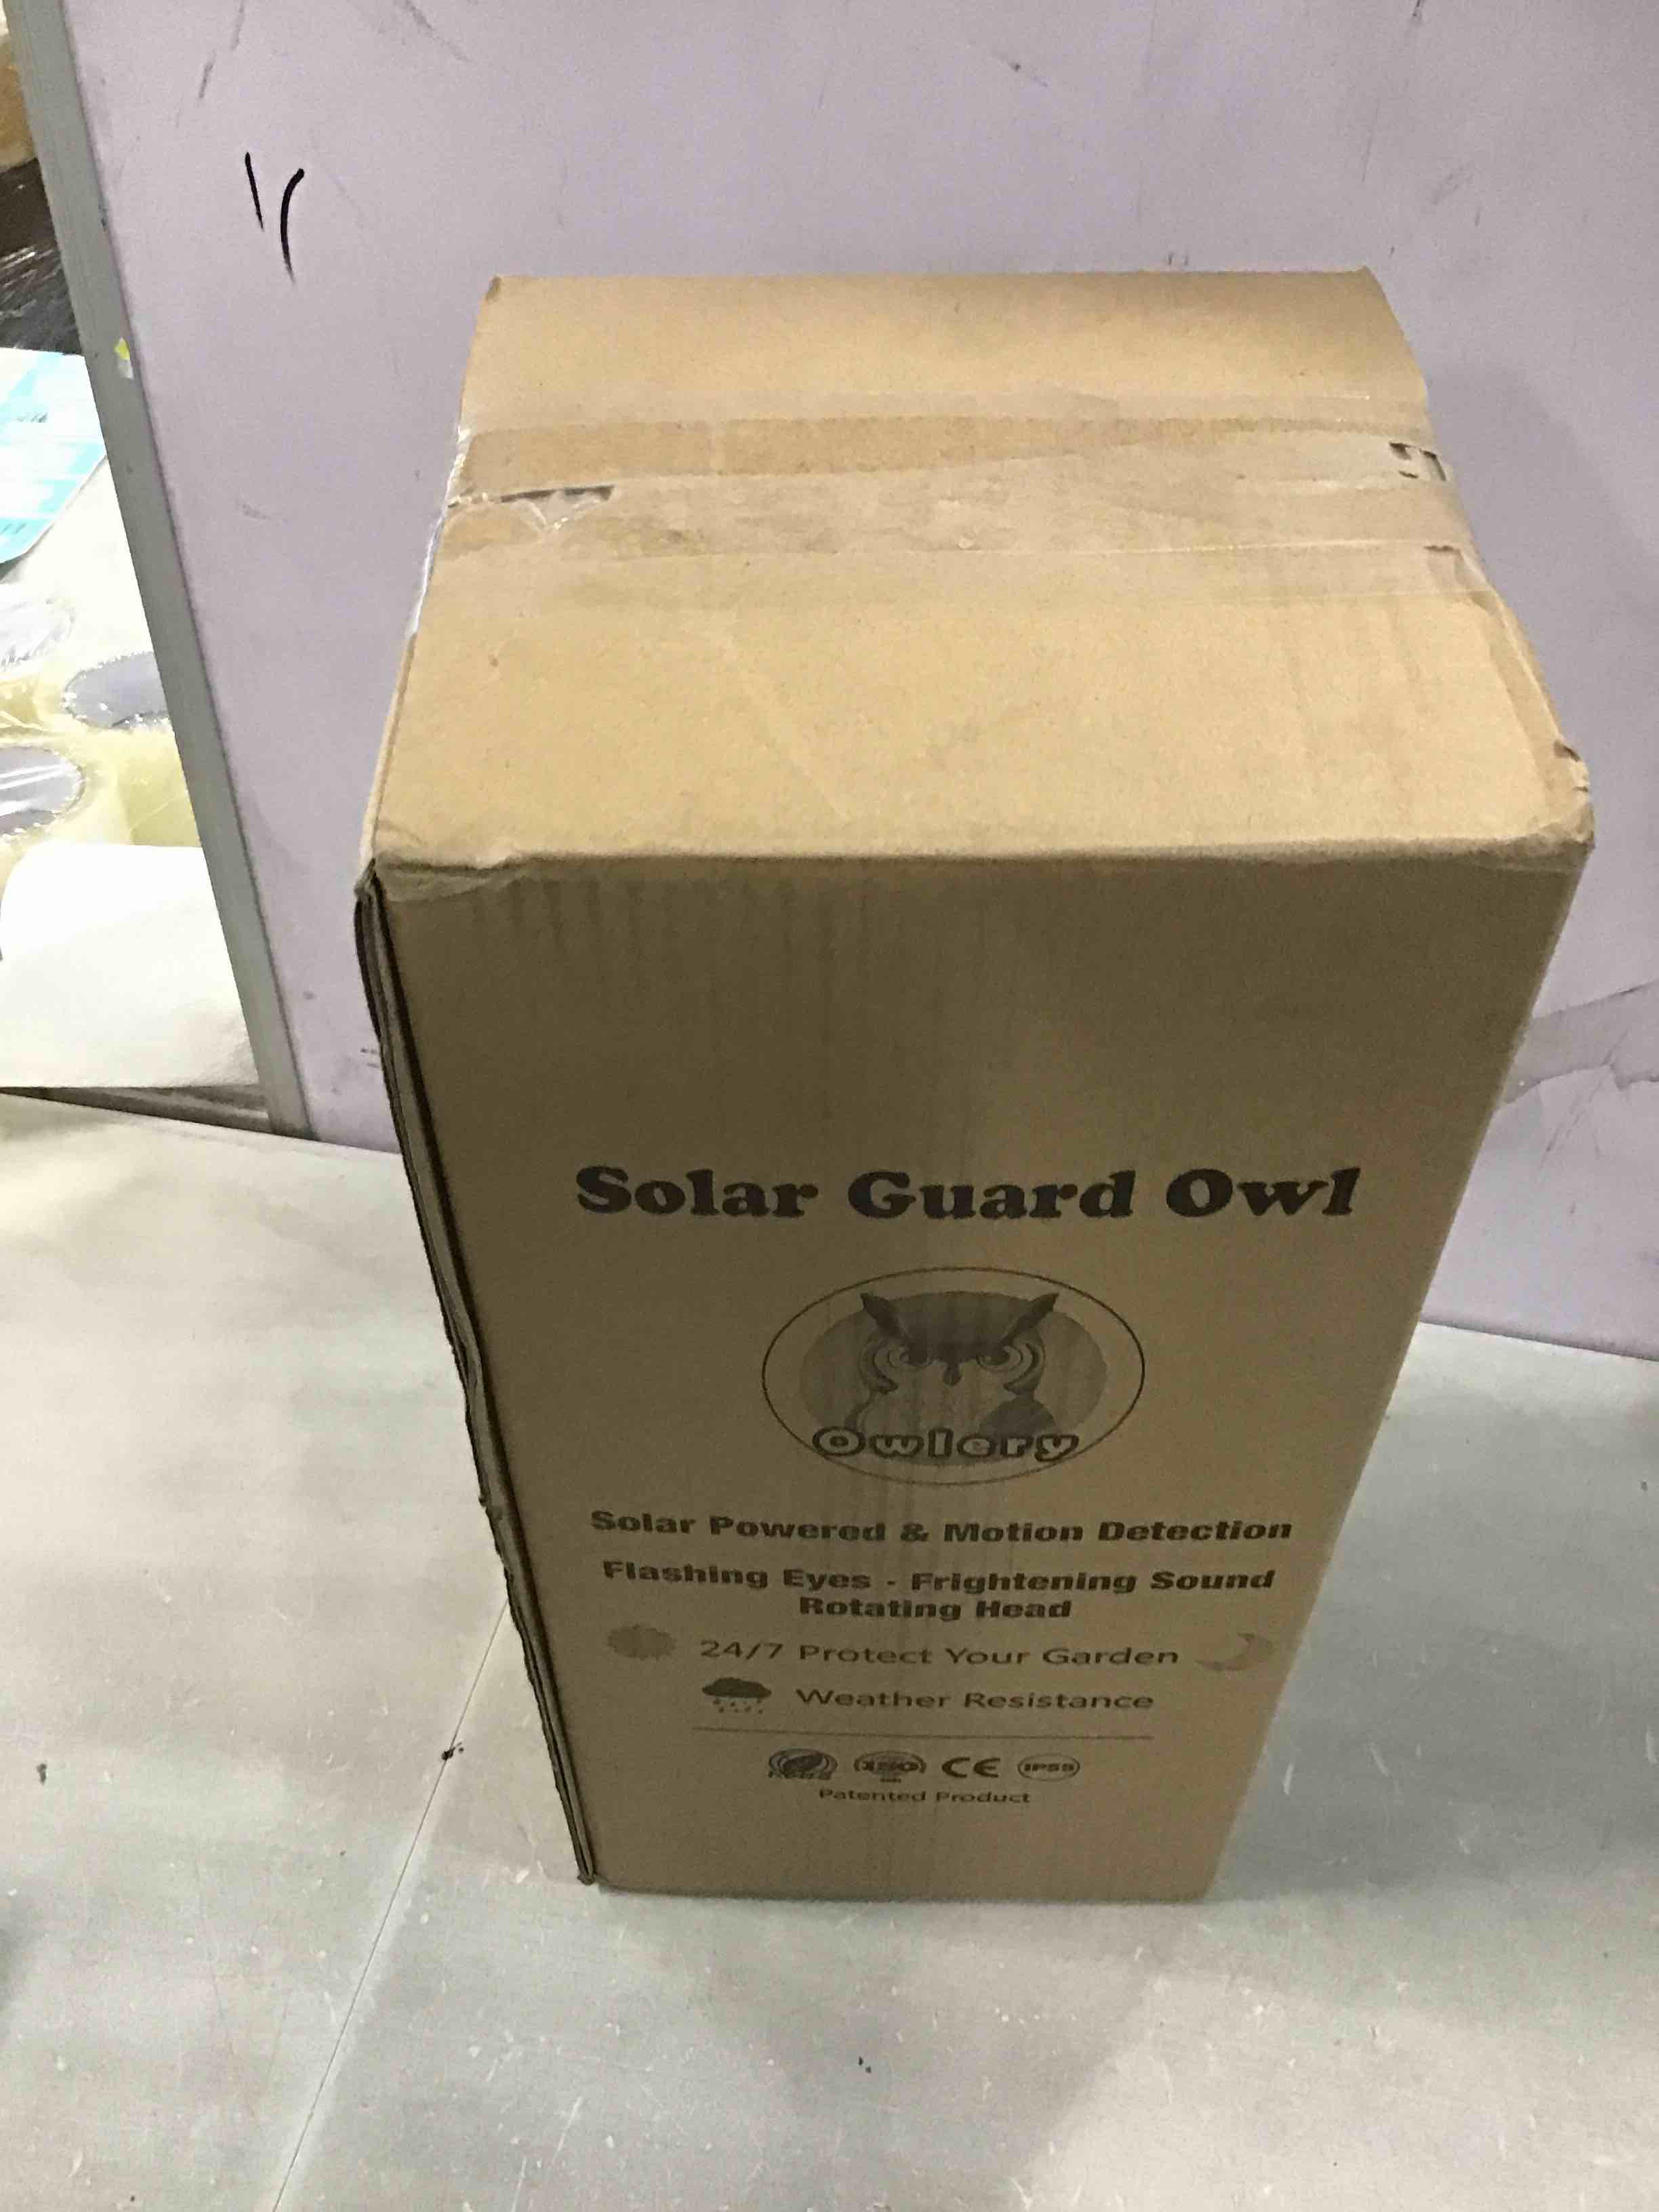 Solar Guard Owl
Owlery
Solar Powered & Motion Detection
Flashing Eyes - Frightening Sound
Rotating Head
24/7 Protect Your Garden
Weather Resistance
ISO CE IP55
Patented Product